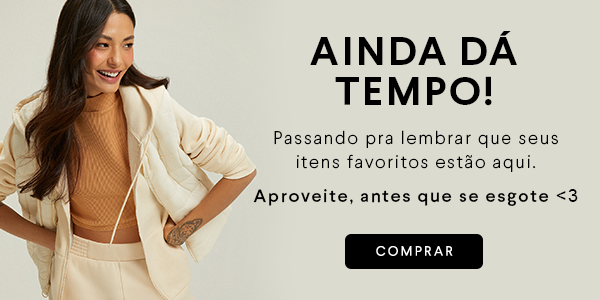 AINDA DÁ
TEMPO!
Passando pra lembrar que seus
itens favoritos estão aqui.
Aproveite, antes que se esgote <3
COMPRAR